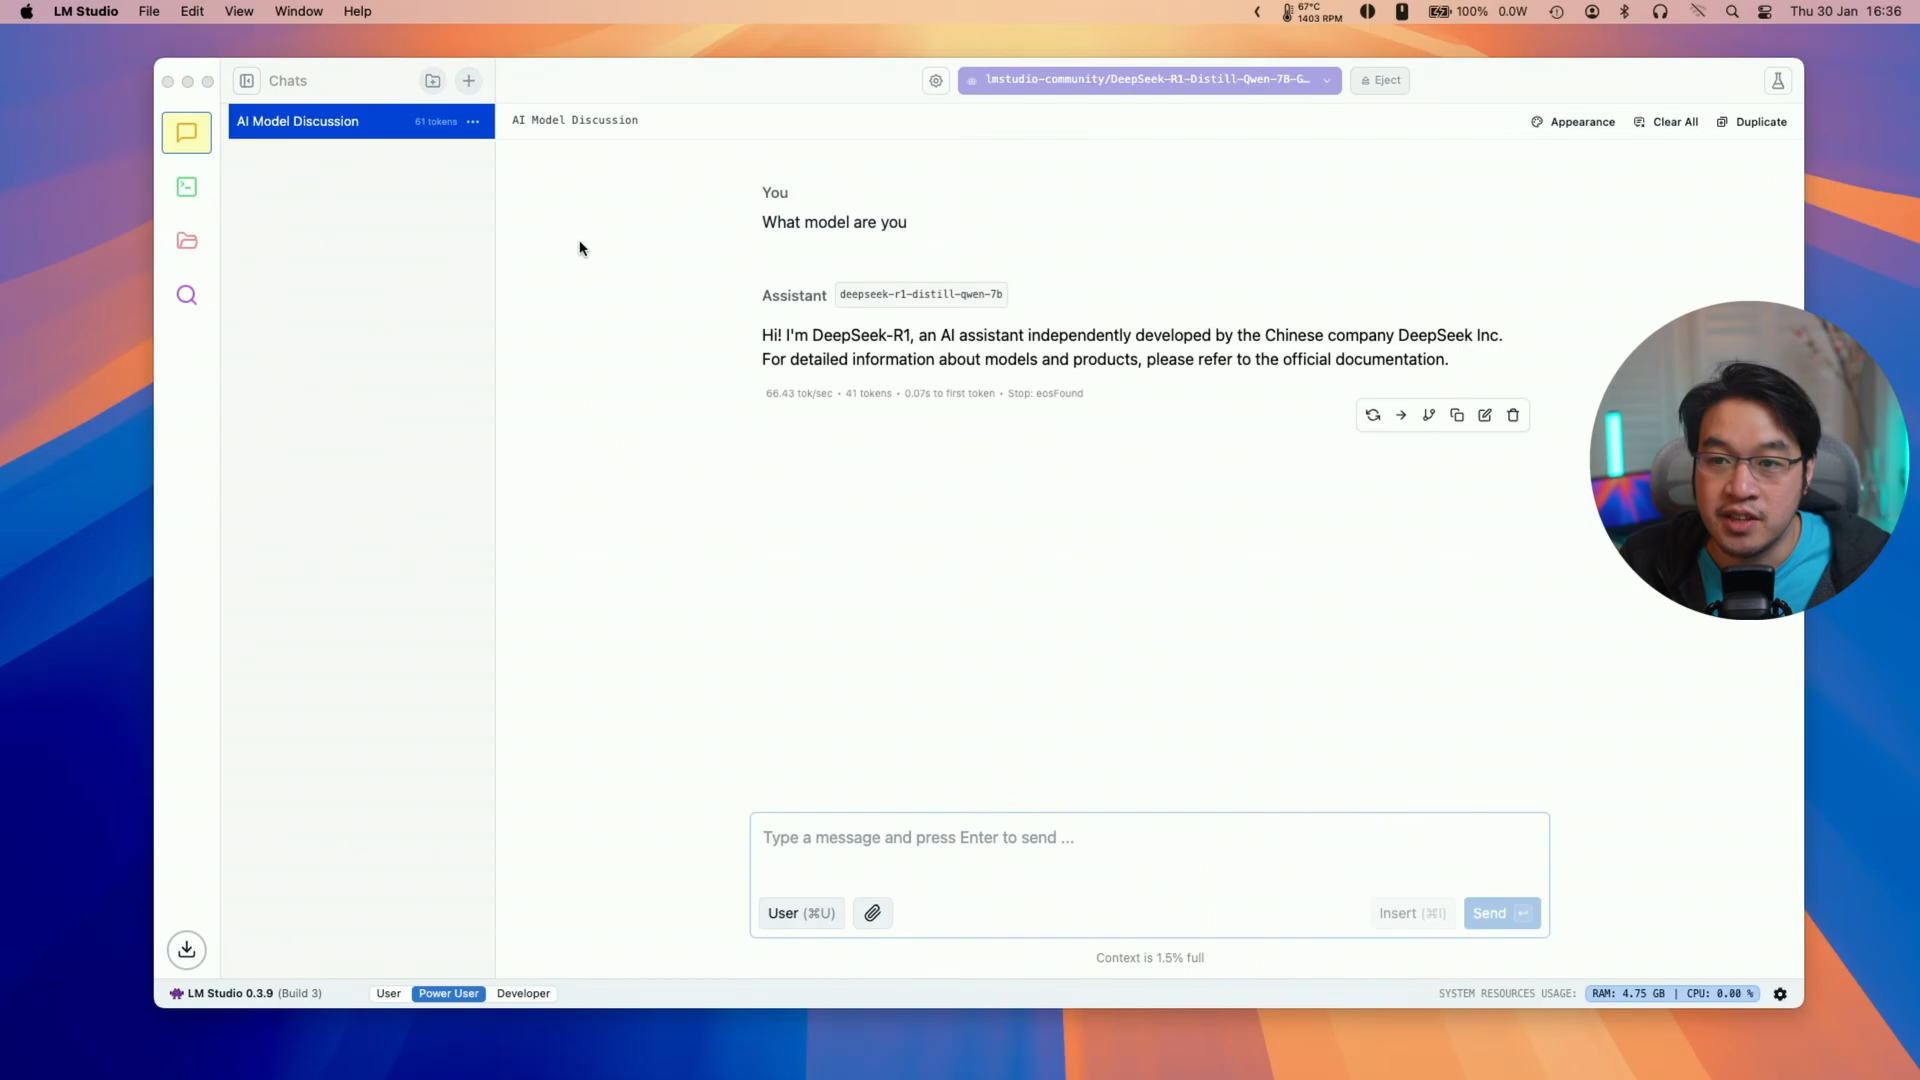 LM Studio File Edit View Window Help
67°C
1403 RPM
100% 0.0W Thu 30 Jan 16:36
Chats
lmstudio-community/DeepSeek-R1-Distill-Qwen-7B-G…
Eject
AI Model Discussion 61 tokens
AI Model Discussion
Appearance Clear All Duplicate
You
What model are you
Assistant deepseek-r1-distill-qwen-7b
Hi! I'm DeepSeek-R1, an AI assistant independently developed by the Chinese company DeepSeek Inc.
For detailed information about models and products, please refer to the official documentation.
66.43 tok/sec • 41 tokens • 0.07s to first token • Stop: eosFound
Type a message and press Enter to send ...
User (⌘U)
Insert (⌘I) Send
Context is 1.5% full
LM Studio 0.3.9 (Build 3) User Power User Developer
SYSTEM RESOURCES USAGE: RAM: 4.75 GB | CPU: 0.00 %